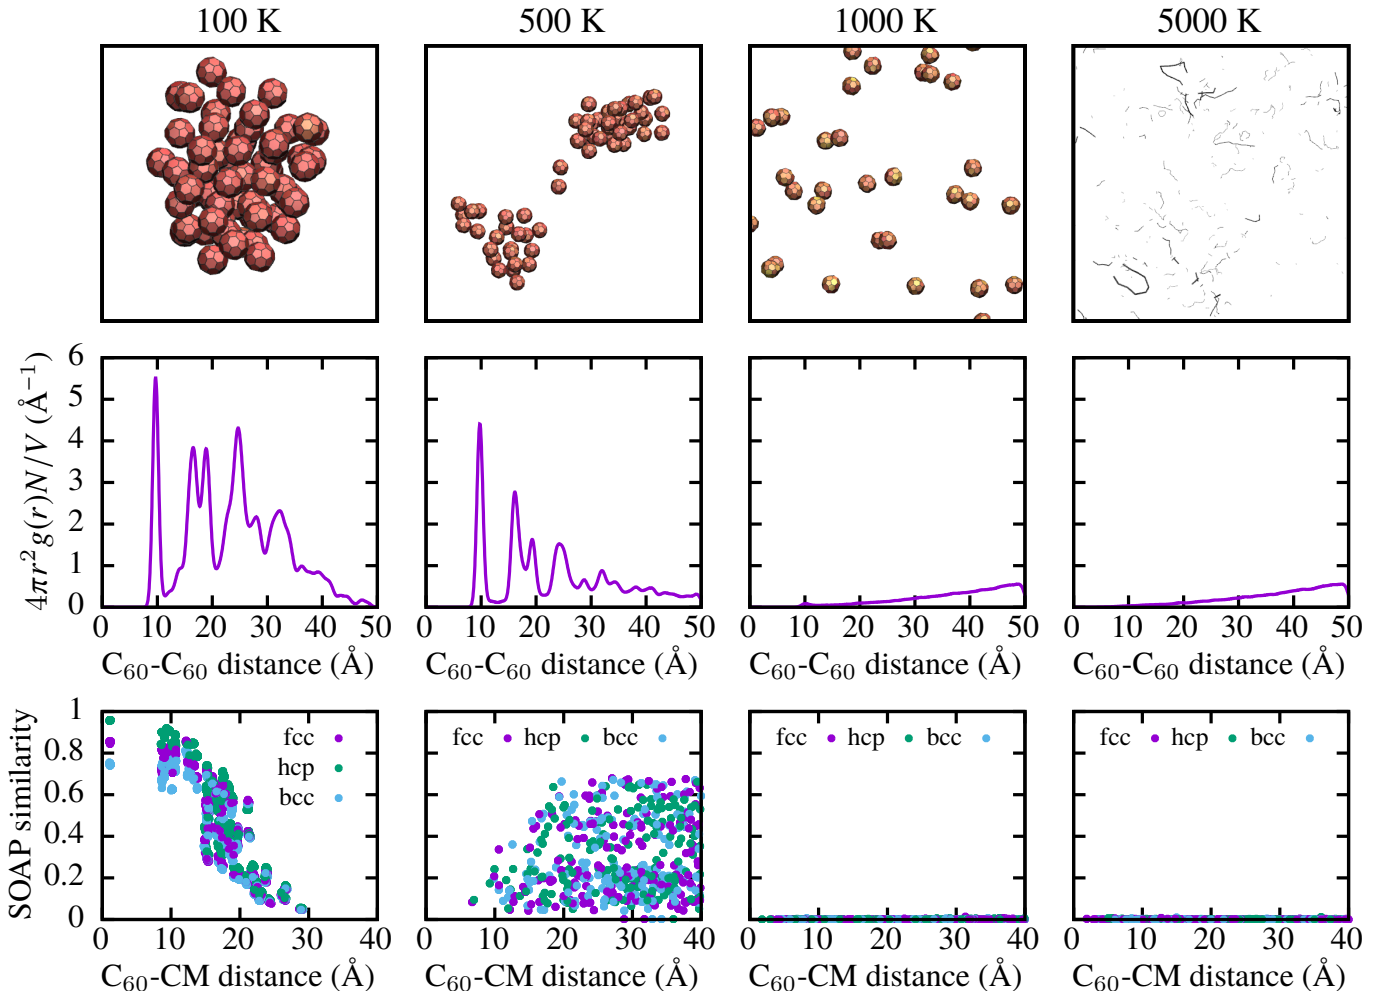 100 K 500 K 1000 K 5000 K
4πr²g(r)N/V (Å⁻¹)
6
5
4
3
2
1
0
0 10 20 30 40 50 0 10 20 30 40 50 0 10 20 30 40 50 0 10 20 30 40 50
C₆₀-C₆₀ distance (Å) C₆₀-C₆₀ distance (Å) C₆₀-C₆₀ distance (Å) C₆₀-C₆₀ distance (Å)
SOAP similarity
1
0.8
0.6
0.4
0.2
0
fcc
hcp
bcc
fcc hcp bcc
fcc hcp bcc
fcc hcp bcc
0 10 20 30 40 0 10 20 30 40 0 10 20 30 40 0 10 20 30 40
C₆₀-CM distance (Å) C₆₀-CM distance (Å) C₆₀-CM distance (Å) C₆₀-CM distance (Å)